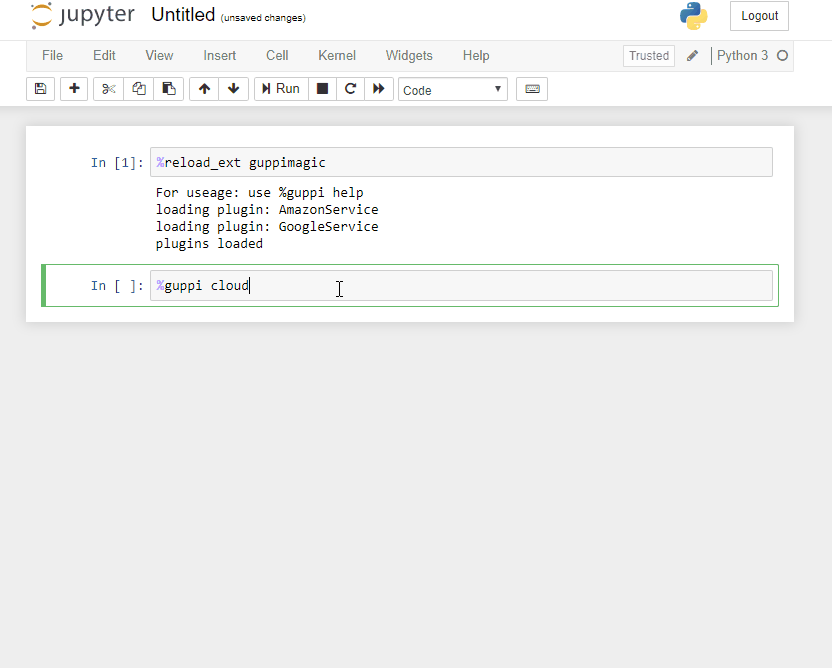 jupyter Untitled (unsaved changes) Logout
File Edit View Insert Cell Kernel Widgets Help Trusted Python 3
Run Code
In [1]: %reload_ext guppimagic
For useage: use %guppi help
loading plugin: AmazonService
loading plugin: GoogleService
plugins loaded
In [ ]: %guppi cloud